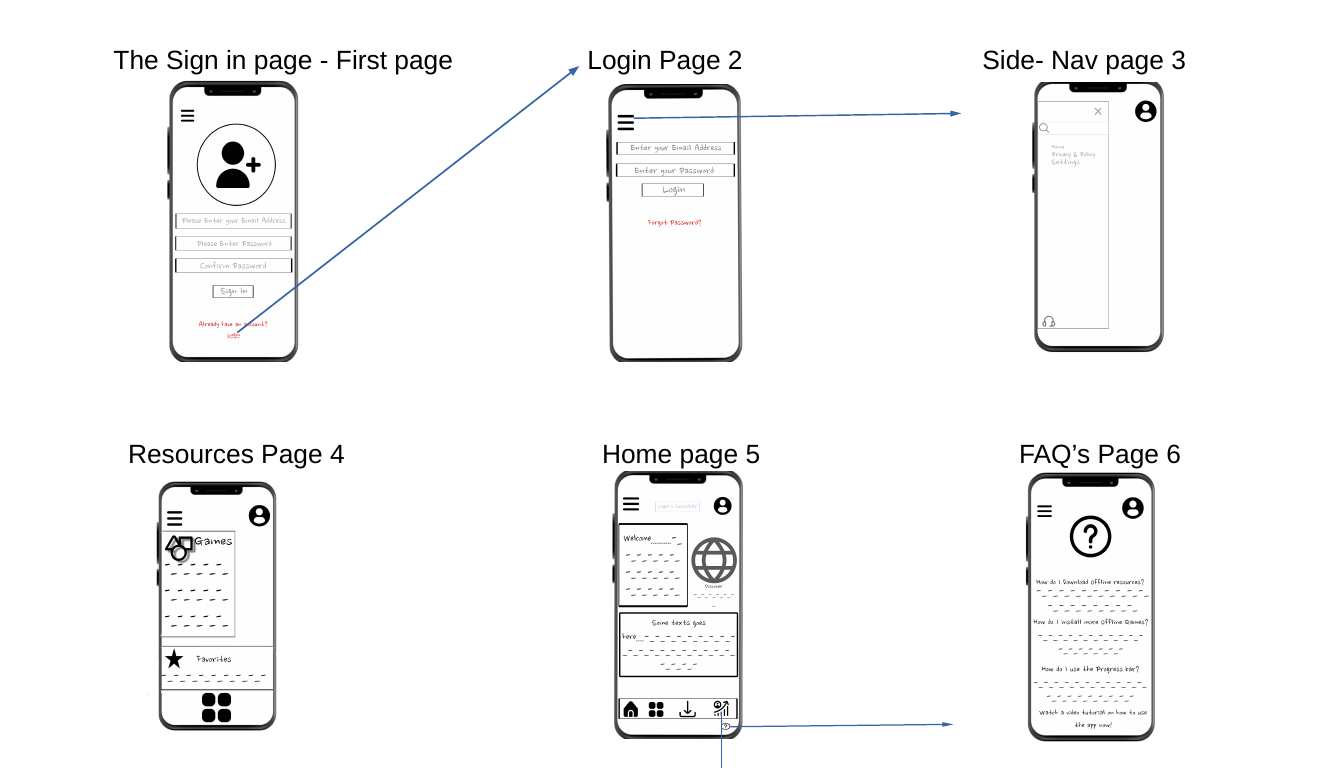 The Sign in page - First page
Login Page 2
Side- Nav page 3
Please Enter your Email Address
Please Enter Password
Confirm Password
Sign In
Already have an account?
Login
Enter your Email Address
Enter your Password
Login
Forgot Password?
Home
Privacy & Policy
Settings
Resources Page 4
Home page 5
FAQ's Page 6
Games
Favorites
Welcome
Discover
Some texts goes
here....
How do I Download Offline resources?
How do I install more Offline Games?
How do I use the Progress bar?
Watch a video tutorial on how to use
the app now!